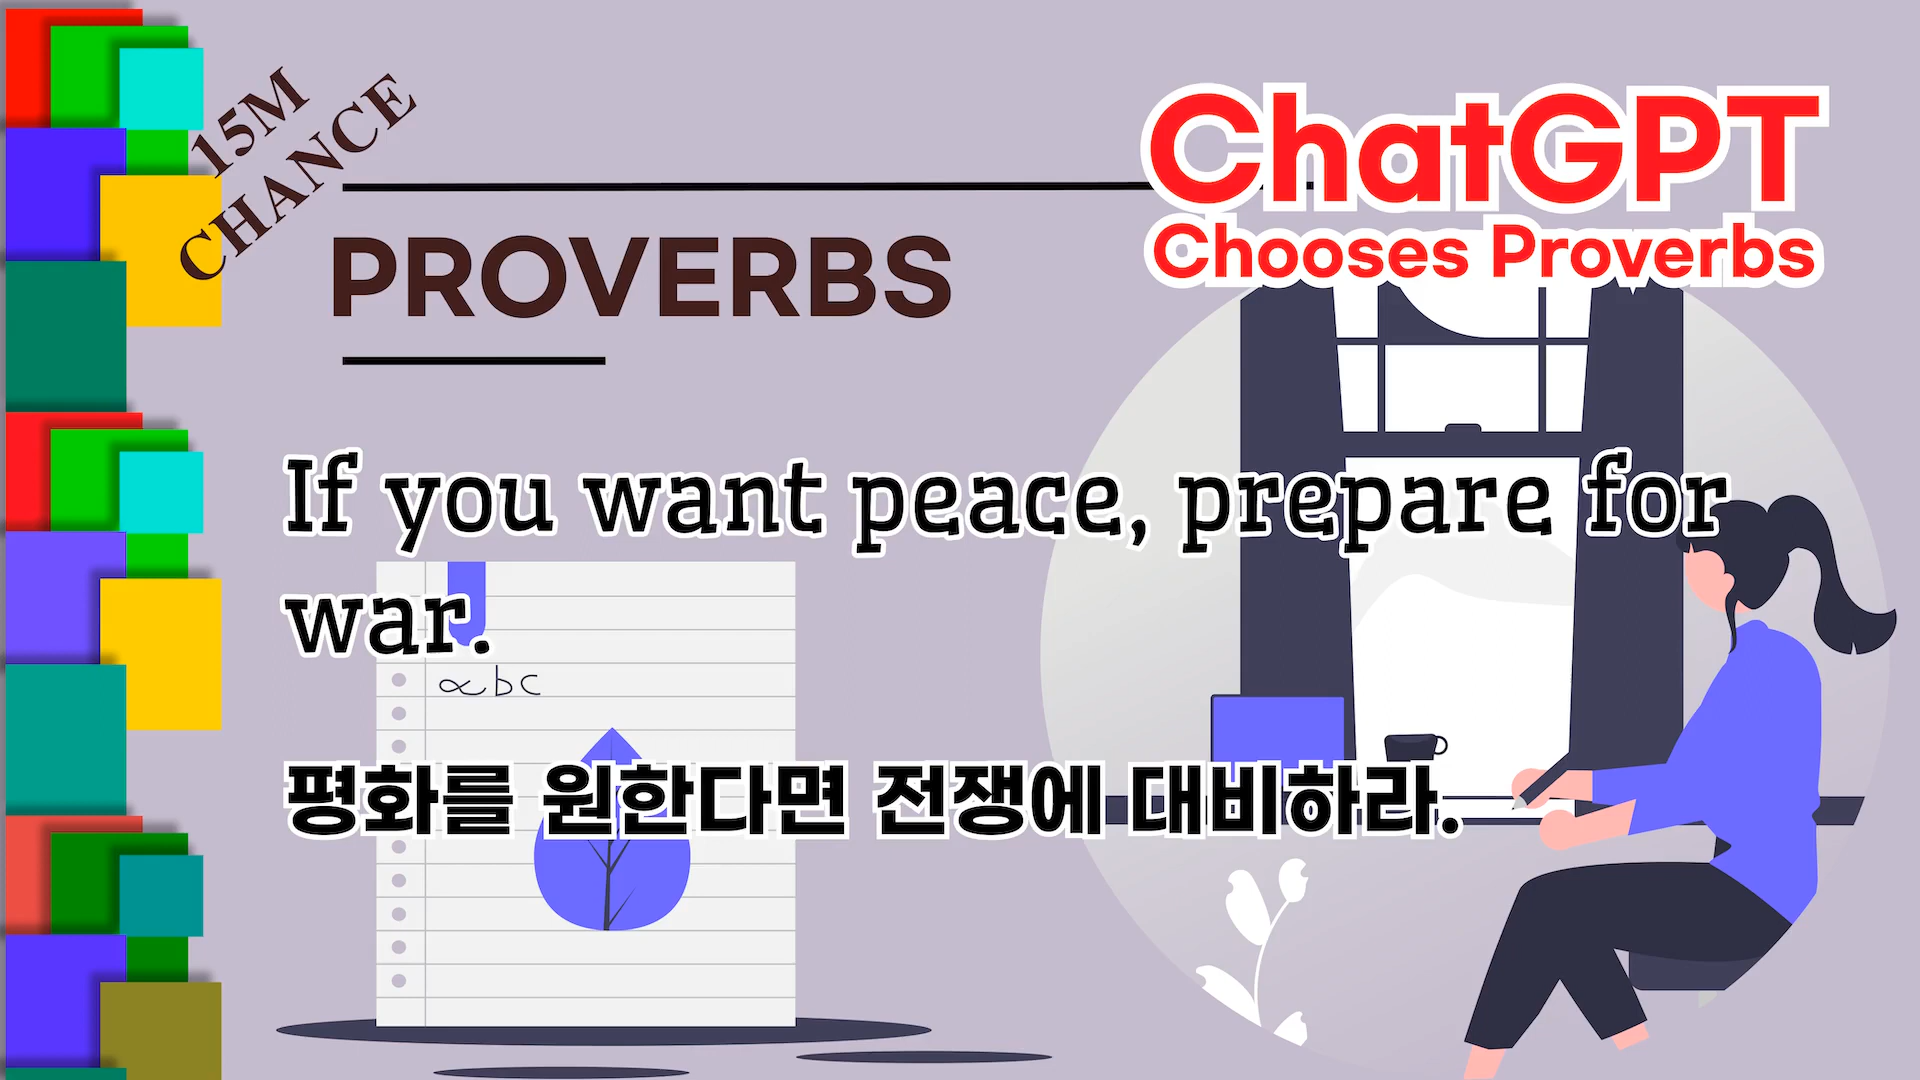 15M
CHANCE
ChatGPT
Chooses Proverbs
PROVERBS
If you want peace, prepare for
war.
abc
평화를 원한다면 전쟁에 대비하라.